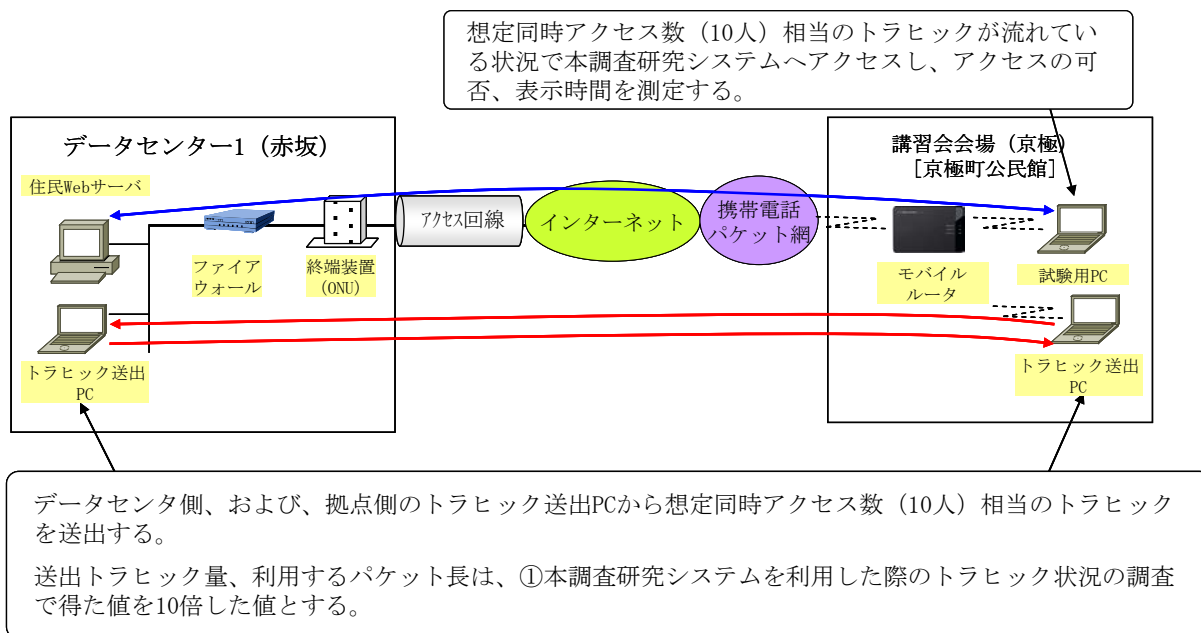 想定同時アクセス数（10人）相当のトラヒックが流れてい
る状況で本調査研究システムへアクセスし、アクセスの可
否、表示時間を測定する。
データセンター1（赤坂）
住民Webサーバ
ファイア
ウォール
終端装置
(ONU)
トラヒック送出
PC
アクセス回線
インターネット
携帯電話
パケット網
講習会会場（京極）
［京極町公民館］
モバイル
ルータ
試験用PC
トラヒック送出
PC
データセンタ側、および、拠点側のトラヒック送出PCから想定同時アクセス数（10人）相当のトラヒック
を送出する。
送出トラヒック量、利用するパケット長は、①本調査研究システムを利用した際のトラヒック状況の調査
で得た値を10倍した値とする。